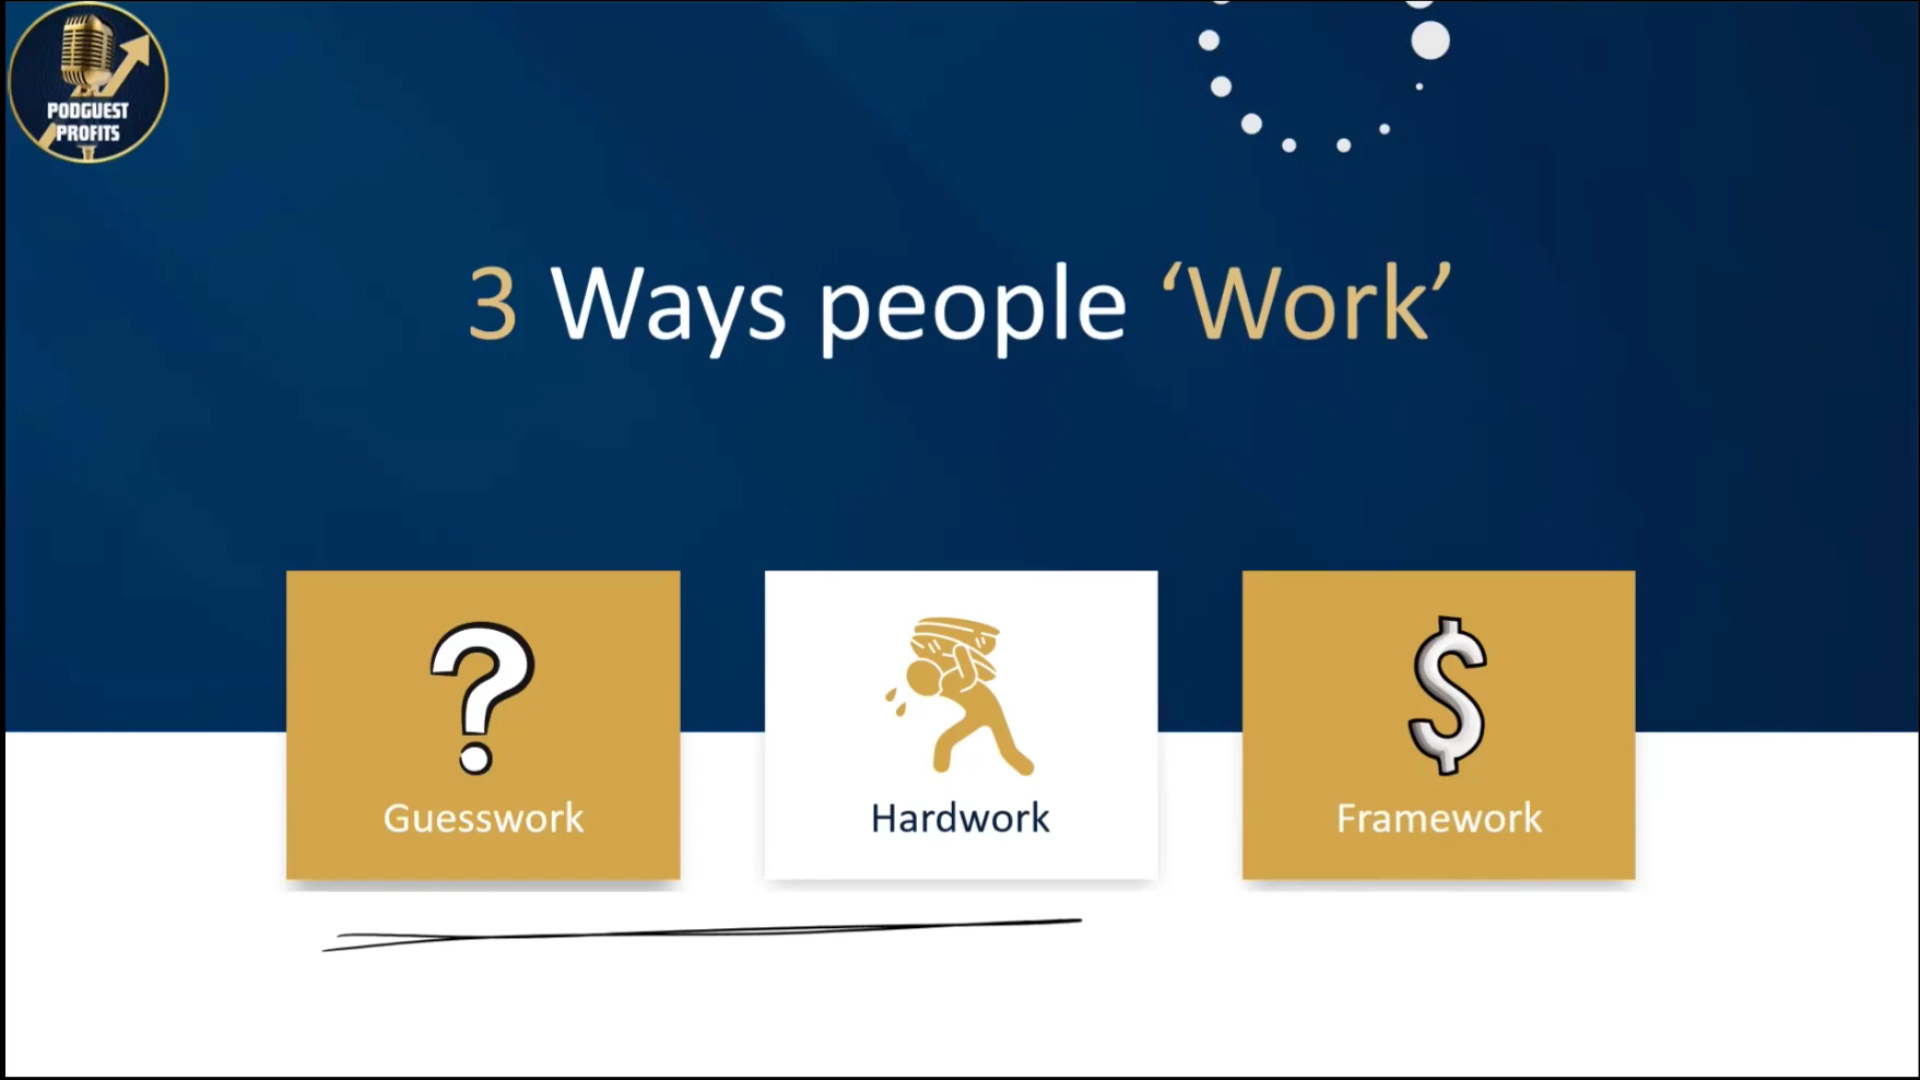 PODGUEST
PROFITS
3 Ways people ‘Work’
Guesswork
Hardwork
Framework